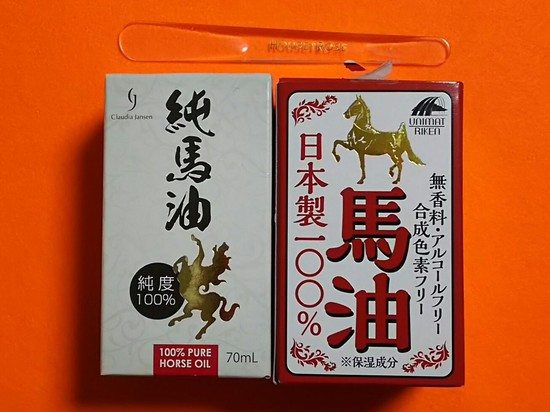 Claudia Jansen
純馬油
純度
100%
100% PURE
HORSE OIL
70mL
UNIMAT
RIKEN
無香料・アルコールフリー
合成色素フリー
馬油
日本製一〇〇%
※保湿成分